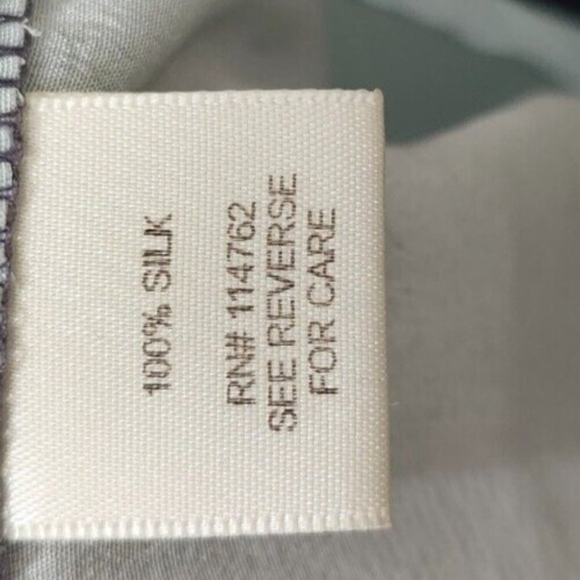 100% SILK
RN# 114762
SEE REVERSE
FOR CARE